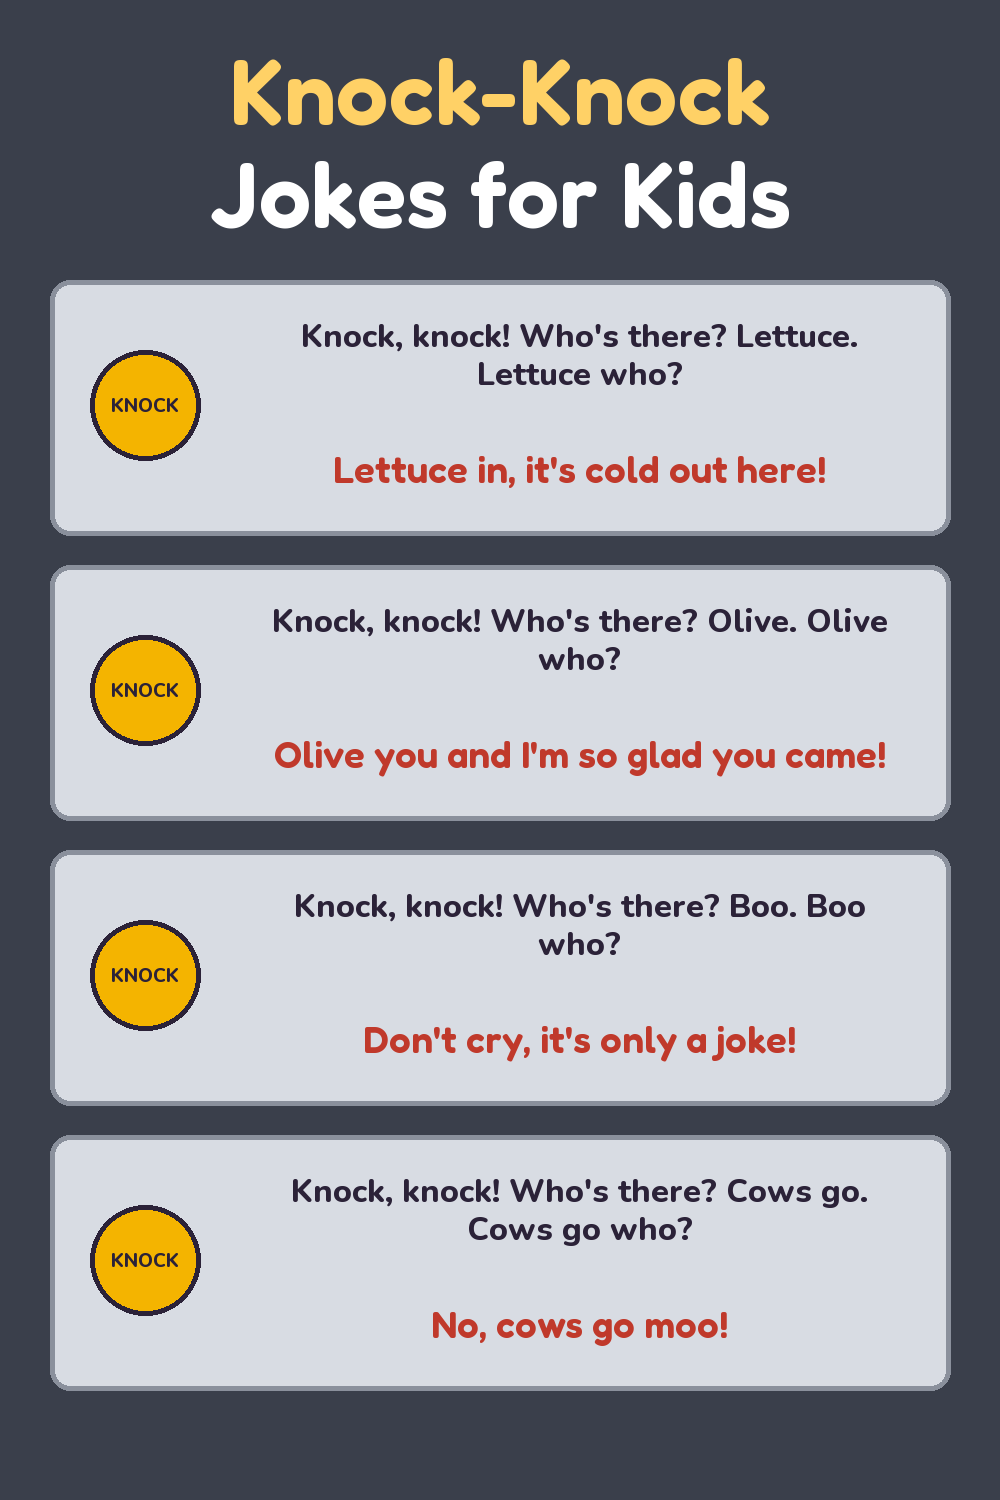 Knock-Knock
Jokes for Kids
Knock, knock! Who's there? Lettuce.
Lettuce who?
KNOCK
Lettuce in, it's cold out here!
Knock, knock! Who's there? Olive. Olive
who?
KNOCK
Olive you and I'm so glad you came!
Knock, knock! Who's there? Boo. Boo
who?
KNOCK
Don't cry, it's only a joke!
Knock, knock! Who's there? Cows go.
Cows go who?
KNOCK
No, cows go moo!